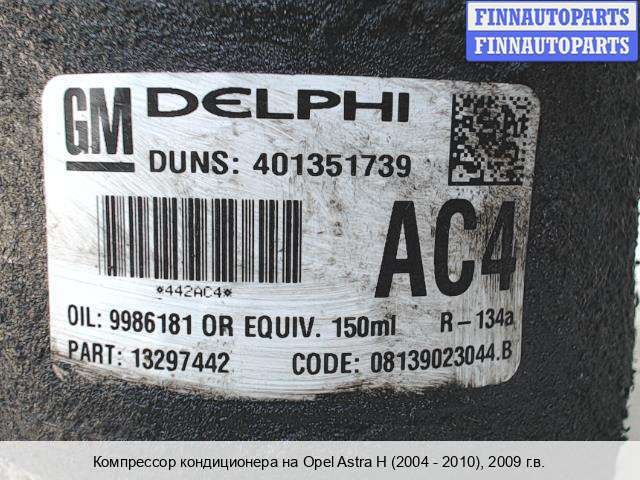 FINNAUTOPARTS
FINNAUTOPARTS
GM DELPHI
DUNS: 401351739
AC4
*442AC4*
OIL: 9986181 OR EQUIV. 150ml R-134a
PART: 13297442 CODE: 08139023044.B
Компрессор кондиционера на Opel Astra H (2004 - 2010), 2009 г.в.